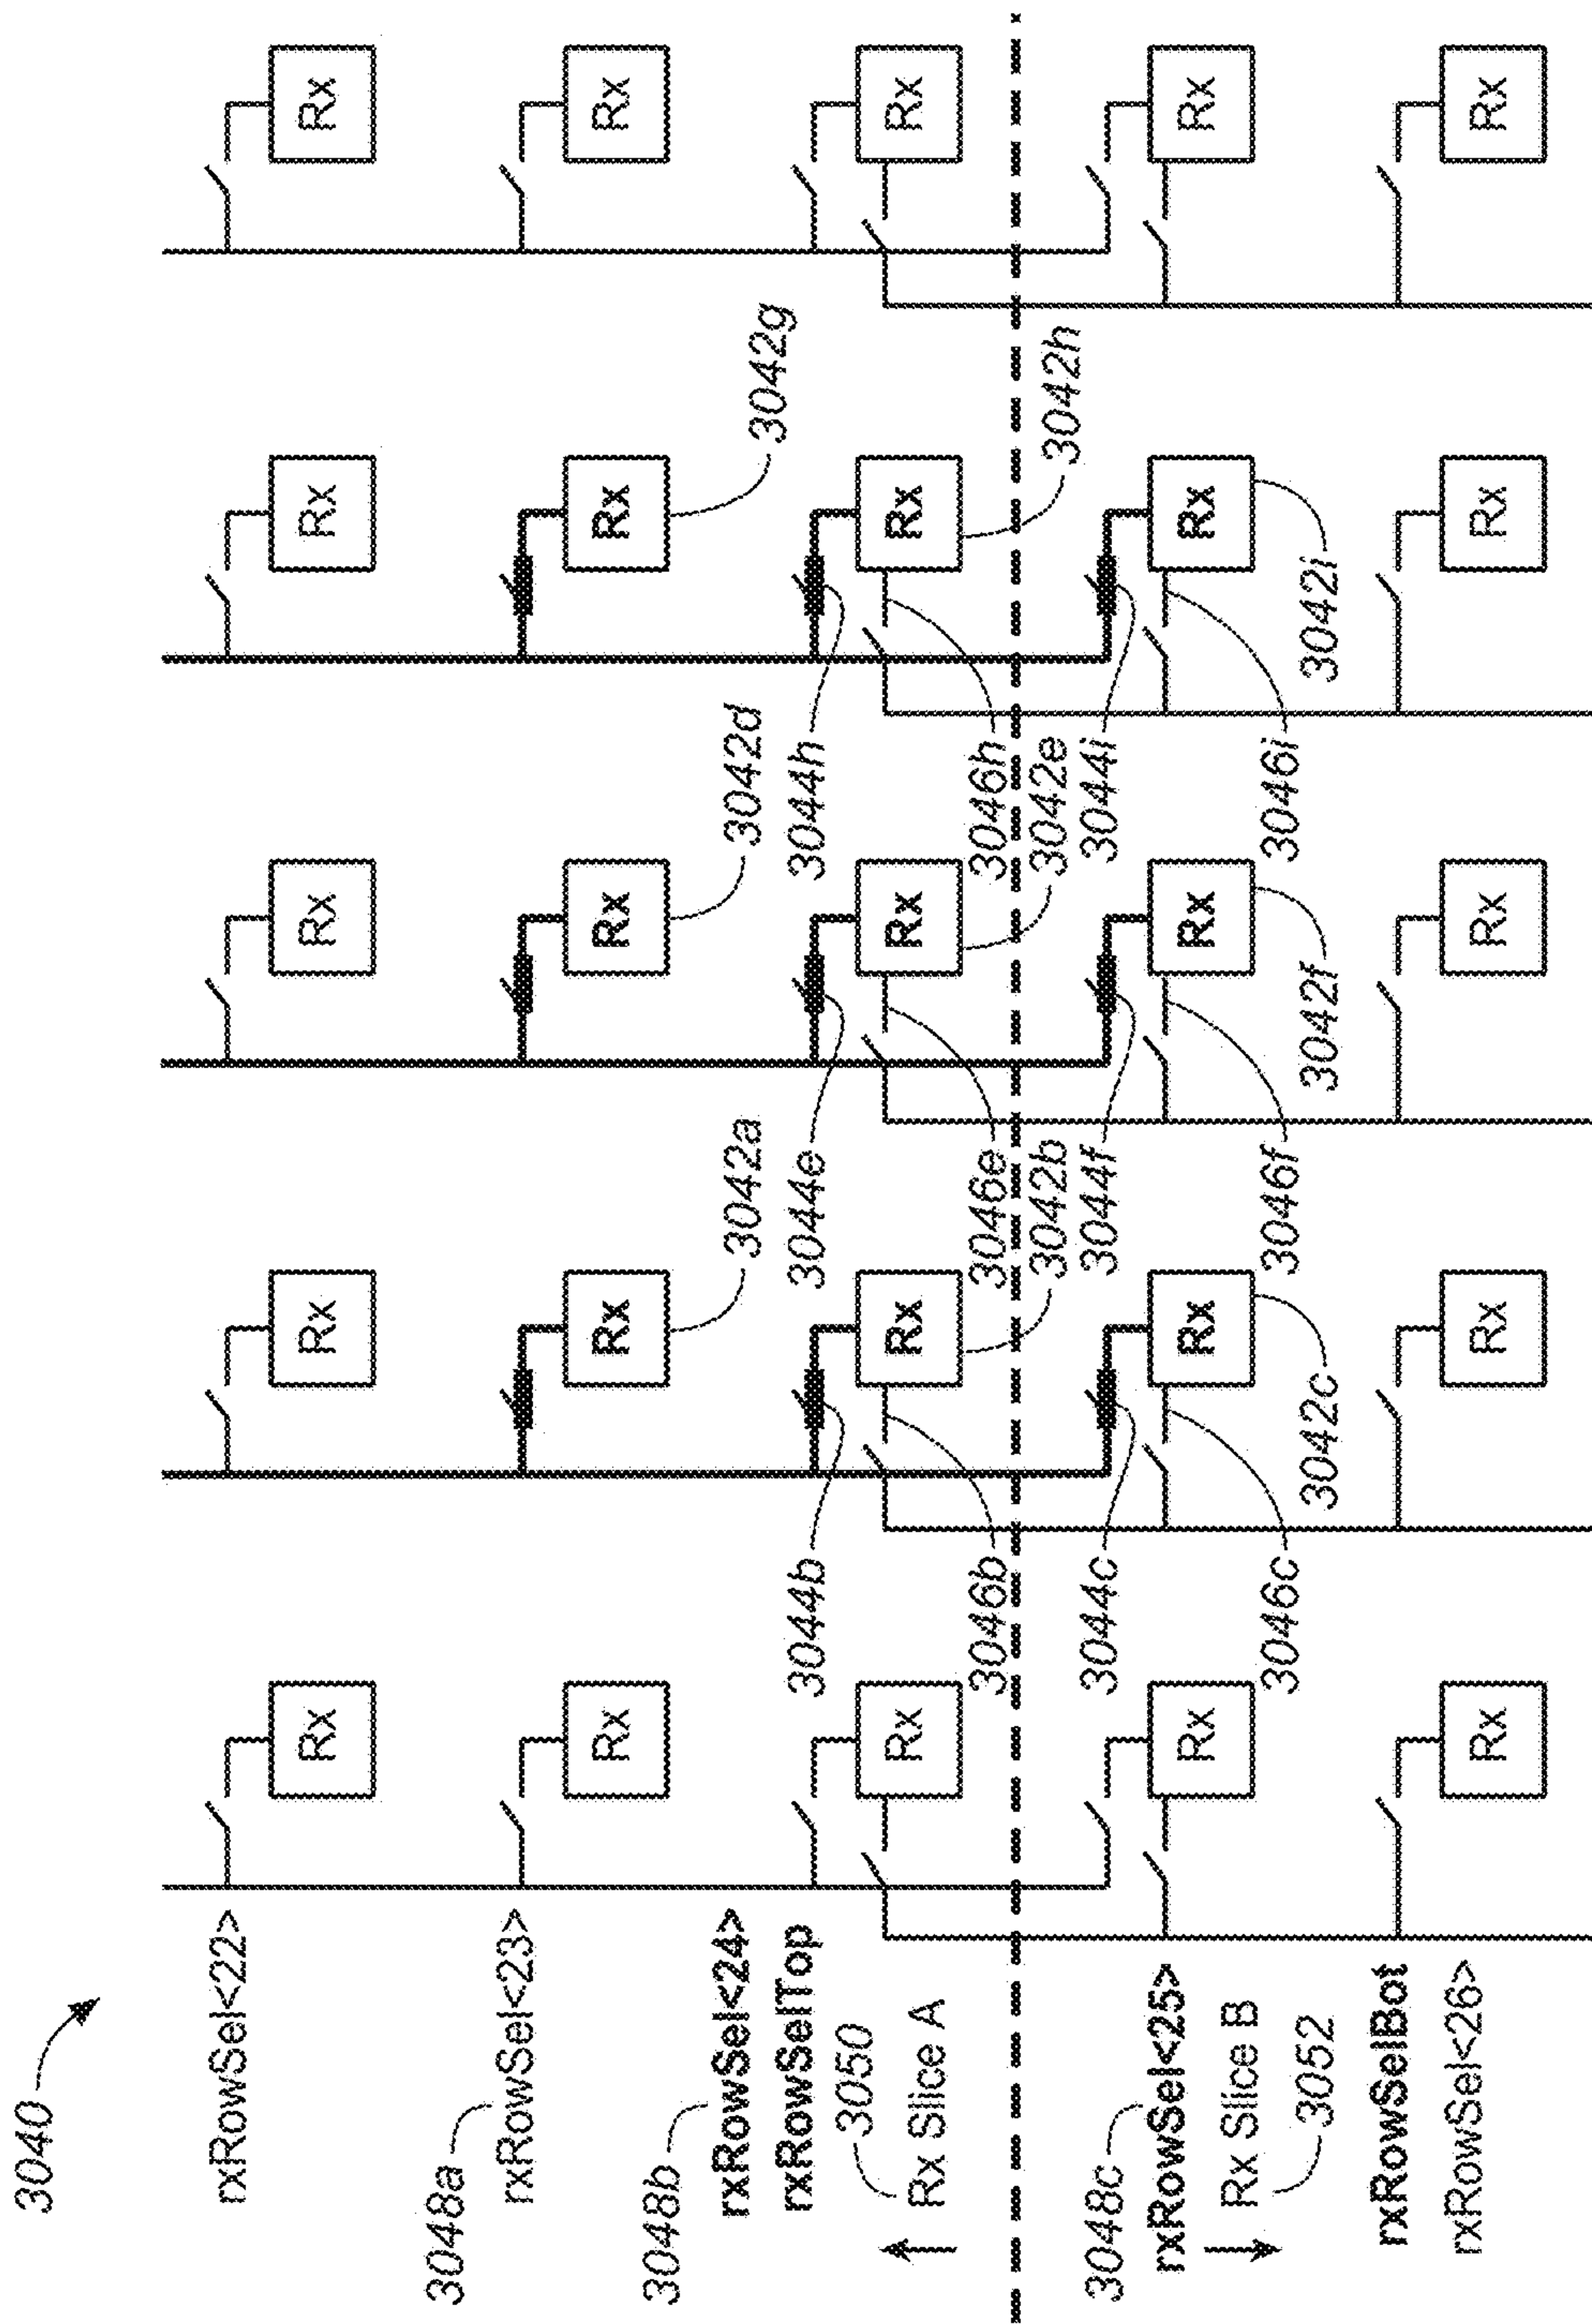 3040
rxRowSel<22>
Rx Rx Rx Rx Rx
3048a
rxRowSel<23>
Rx Rx Rx Rx Rx
3042a 3042d 3042g
3048b
rxRowSel<24>
rxRowSelTop
3044b 3044e 3044h
3050
Rx Slice A
Rx Rx Rx Rx Rx
3046b 3046e 3046h
3042b 3042e 3042h
3044c 3044f 3044i
3048c
rxRowSel<25>
Rx Rx Rx Rx Rx
Rx Slice B
3046c 3046f 3046i
3052
3042c 3042f 3042i
rxRowSelBot
rxRowSel<26>
Rx Rx Rx Rx Rx